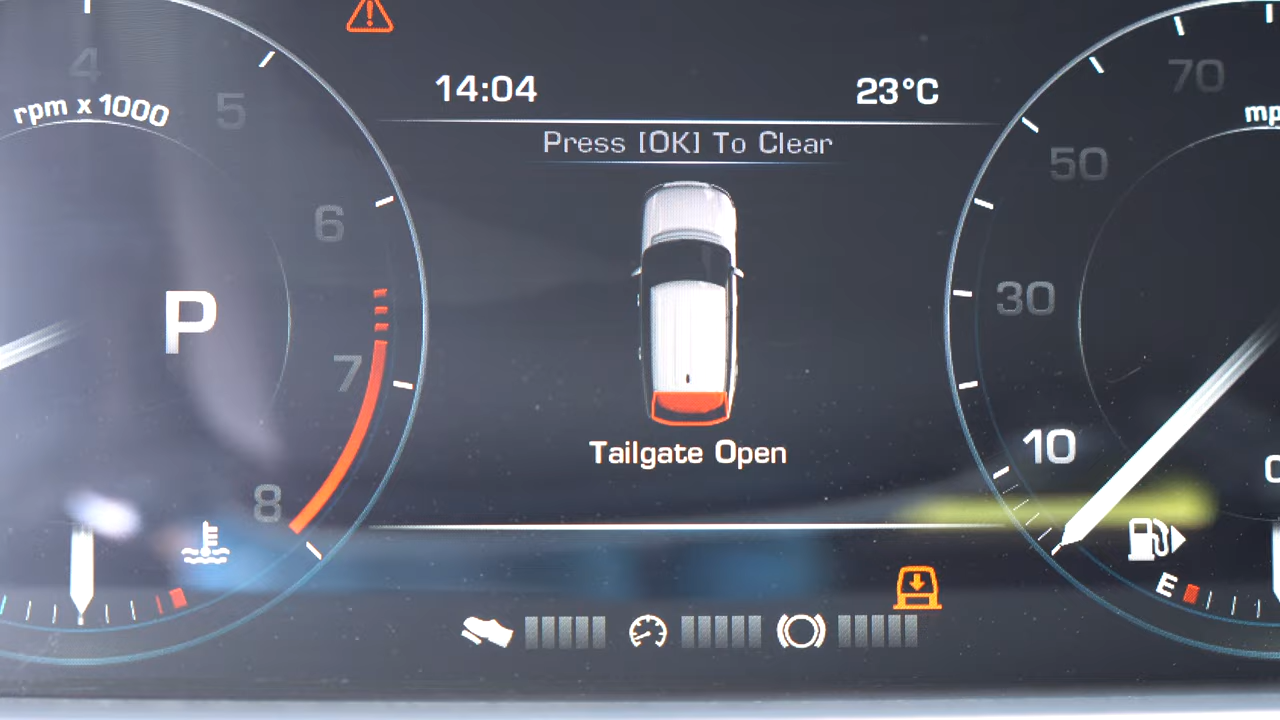 14:04 23°C
Press [OK] To Clear
rpm x 1000
4
5
6
7
8
P
70
50
30
10
Tailgate Open
E